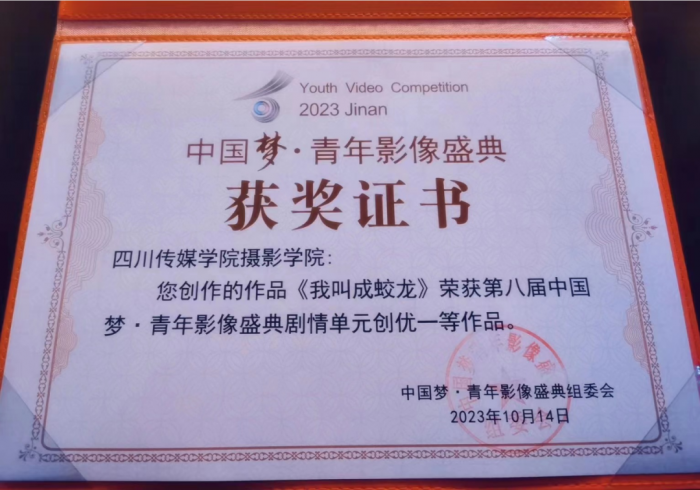 Youth Video Competition
2023 Jinan
中国梦·青年影像盛典
获奖证书
四川传媒学院摄影学院：
您创作的作品《我叫成蛟龙》荣获第八届中国
梦·青年影像盛典剧情单元创优一等作品。
中国梦·青年影像盛典组委会
2023年10月14日